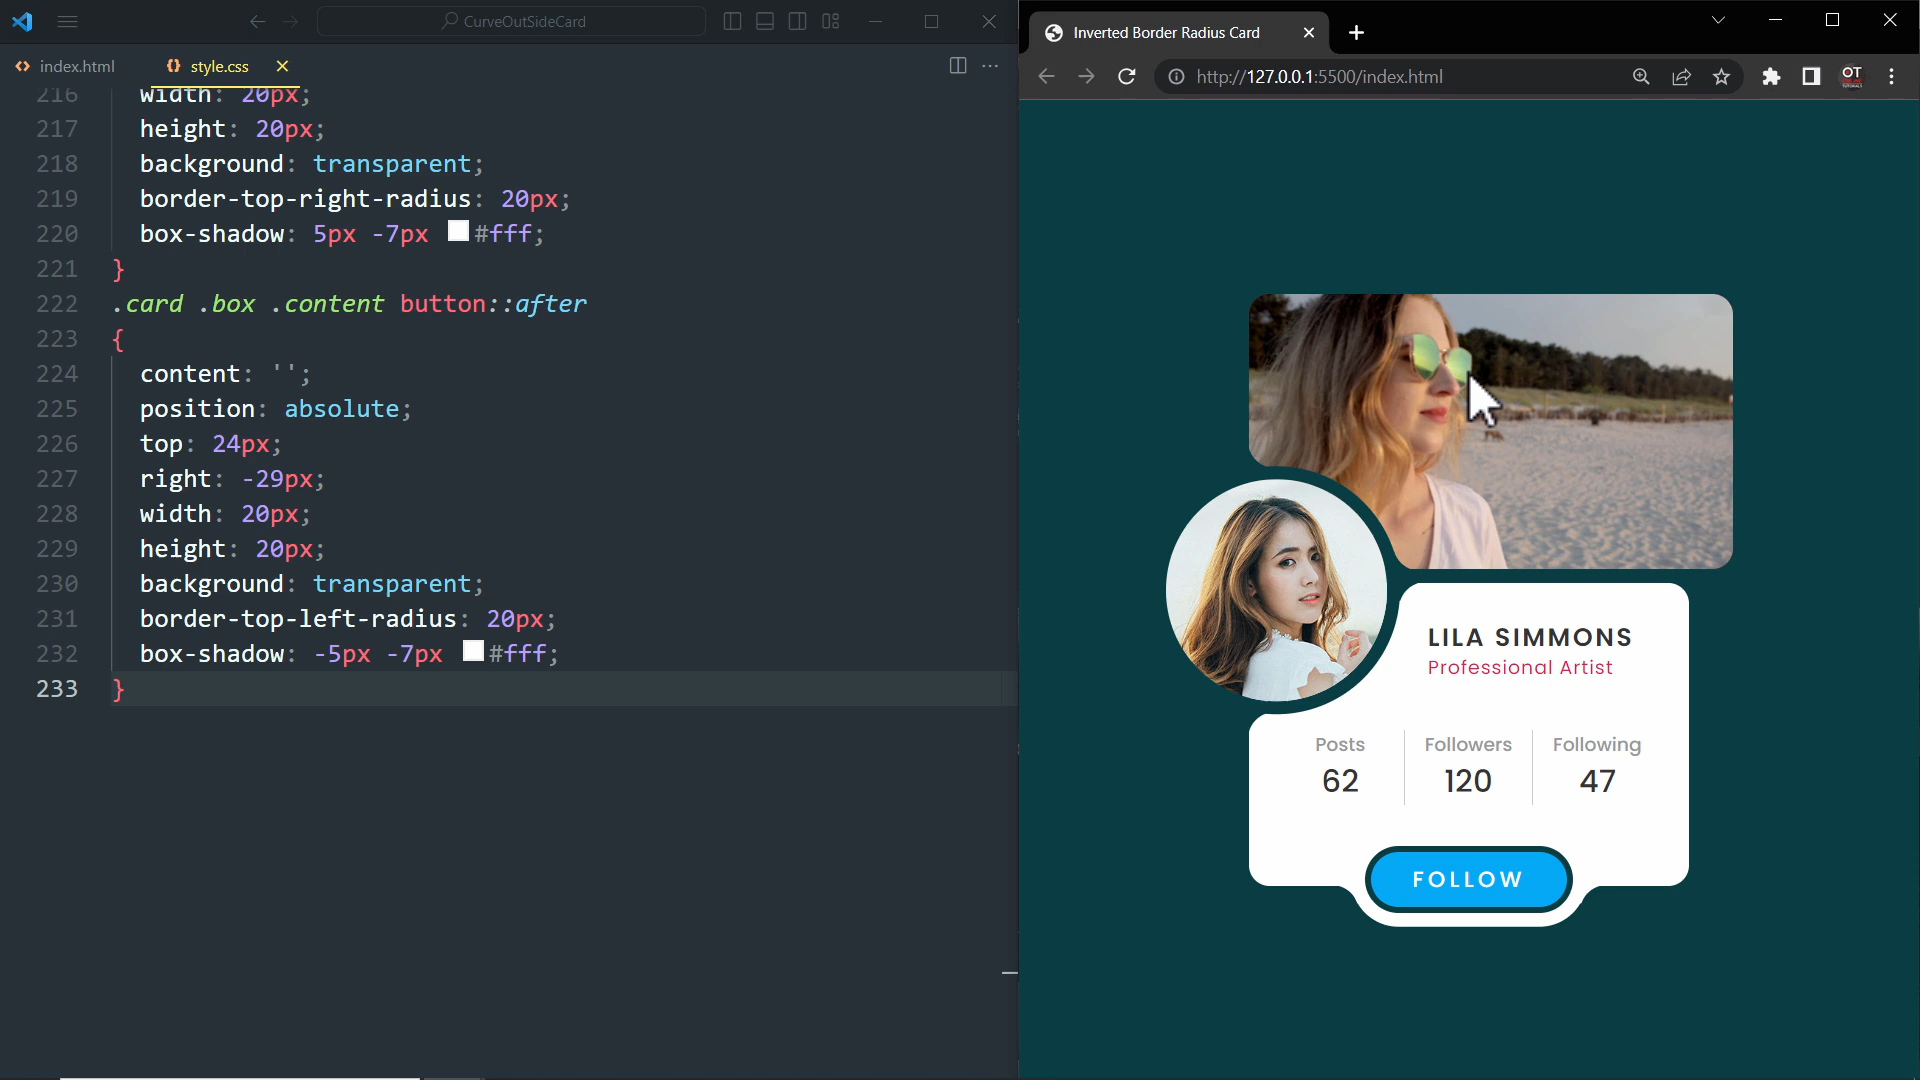 CurveOutSideCard
index.html
style.css
216 width: 20px;
217 height: 20px;
218 background: transparent;
219 border-top-right-radius: 20px;
220 box-shadow: 5px -7px #fff;
221 }
222 .card .box .content button::after
223 {
224 content: '';
225 position: absolute;
226 top: 24px;
227 right: -29px;
228 width: 20px;
229 height: 20px;
230 background: transparent;
231 border-top-left-radius: 20px;
232 box-shadow: -5px -7px #fff;
233 }
Inverted Border Radius Card
http://127.0.0.1:5500/index.html
OT
LILA SIMMONS
Professional Artist
Posts Followers Following
62 120 47
FOLLOW